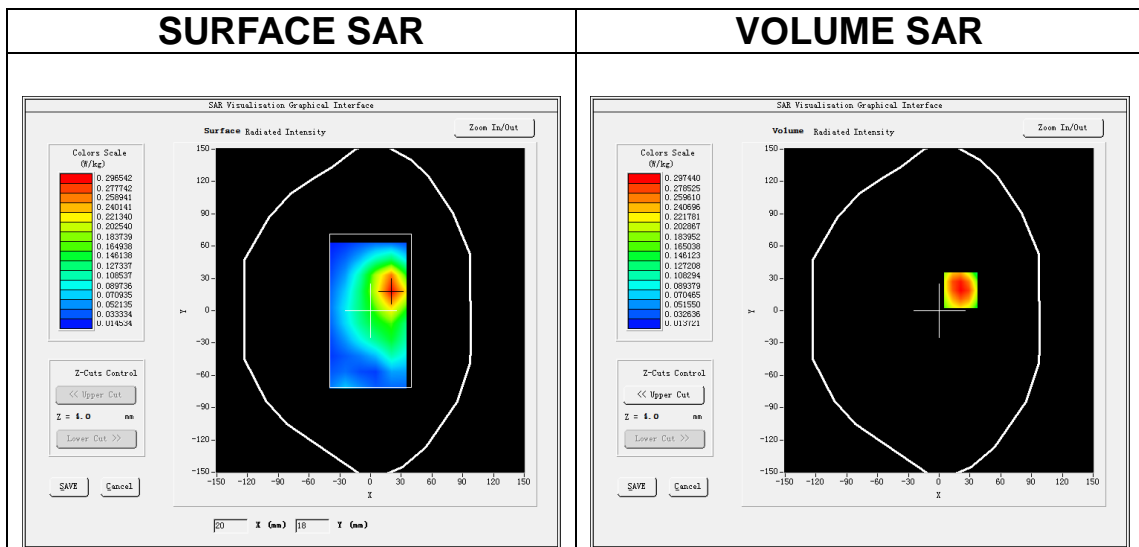 SURFACE SAR
VOLUME SAR
SAR Visualisation Graphical Interface
Surface Radiated Intensity
Zoom In/Out
Colors Scale
(W/kg)
0.296542
0.277742
0.258941
0.240141
0.221340
0.202540
0.183739
0.164938
0.146138
0.127337
0.108537
0.089736
0.070935
0.052135
0.033334
0.014534
Z-Cuts Control
<< Upper Cut
Z = 4.0 mm
Lower Cut >>
SAVE
Cancel
150
120
90
60
30
0
-30
-60
-90
-120
-150
Y
-150 -120 -90 -60 -30 0 30 60 90 120 150
X
20 X (mm) 18 Y (mm)
SAR Visualisation Graphical Interface
Volume Radiated Intensity
Zoom In/Out
Colors Scale
(W/kg)
0.297440
0.278525
0.259610
0.240696
0.221781
0.202867
0.183952
0.165038
0.146123
0.127208
0.108294
0.089379
0.070465
0.051550
0.032636
0.013721
Z-Cuts Control
<< Upper Cut
Z = 4.0 mm
Lower Cut >>
SAVE
Cancel
150
120
90
60
30
0
-30
-60
-90
-120
-150
Y
-150 -120 -90 -60 -30 0 30 60 90 120 150
X